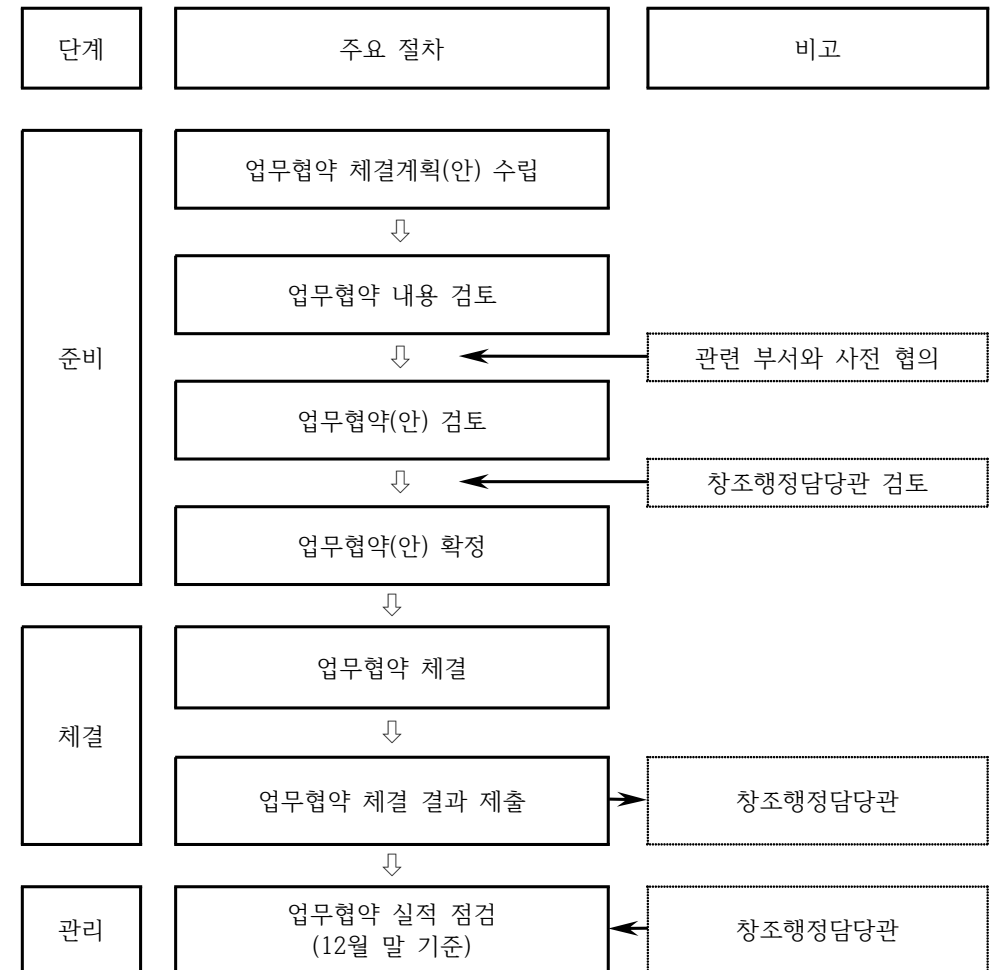 단계
주요 절차
비고
준비
업무협약 체결계획(안) 수립
⇩
업무협약 내용 검토
⇩
관련 부서와 사전 협의
업무협약(안) 검토
⇩
창조행정담당관 검토
업무협약(안) 확정
⇩
체결
업무협약 체결
⇩
업무협약 체결 결과 제출
창조행정담당관
⇩
관리
업무협약 실적 점검
(12월 말 기준)
창조행정담당관